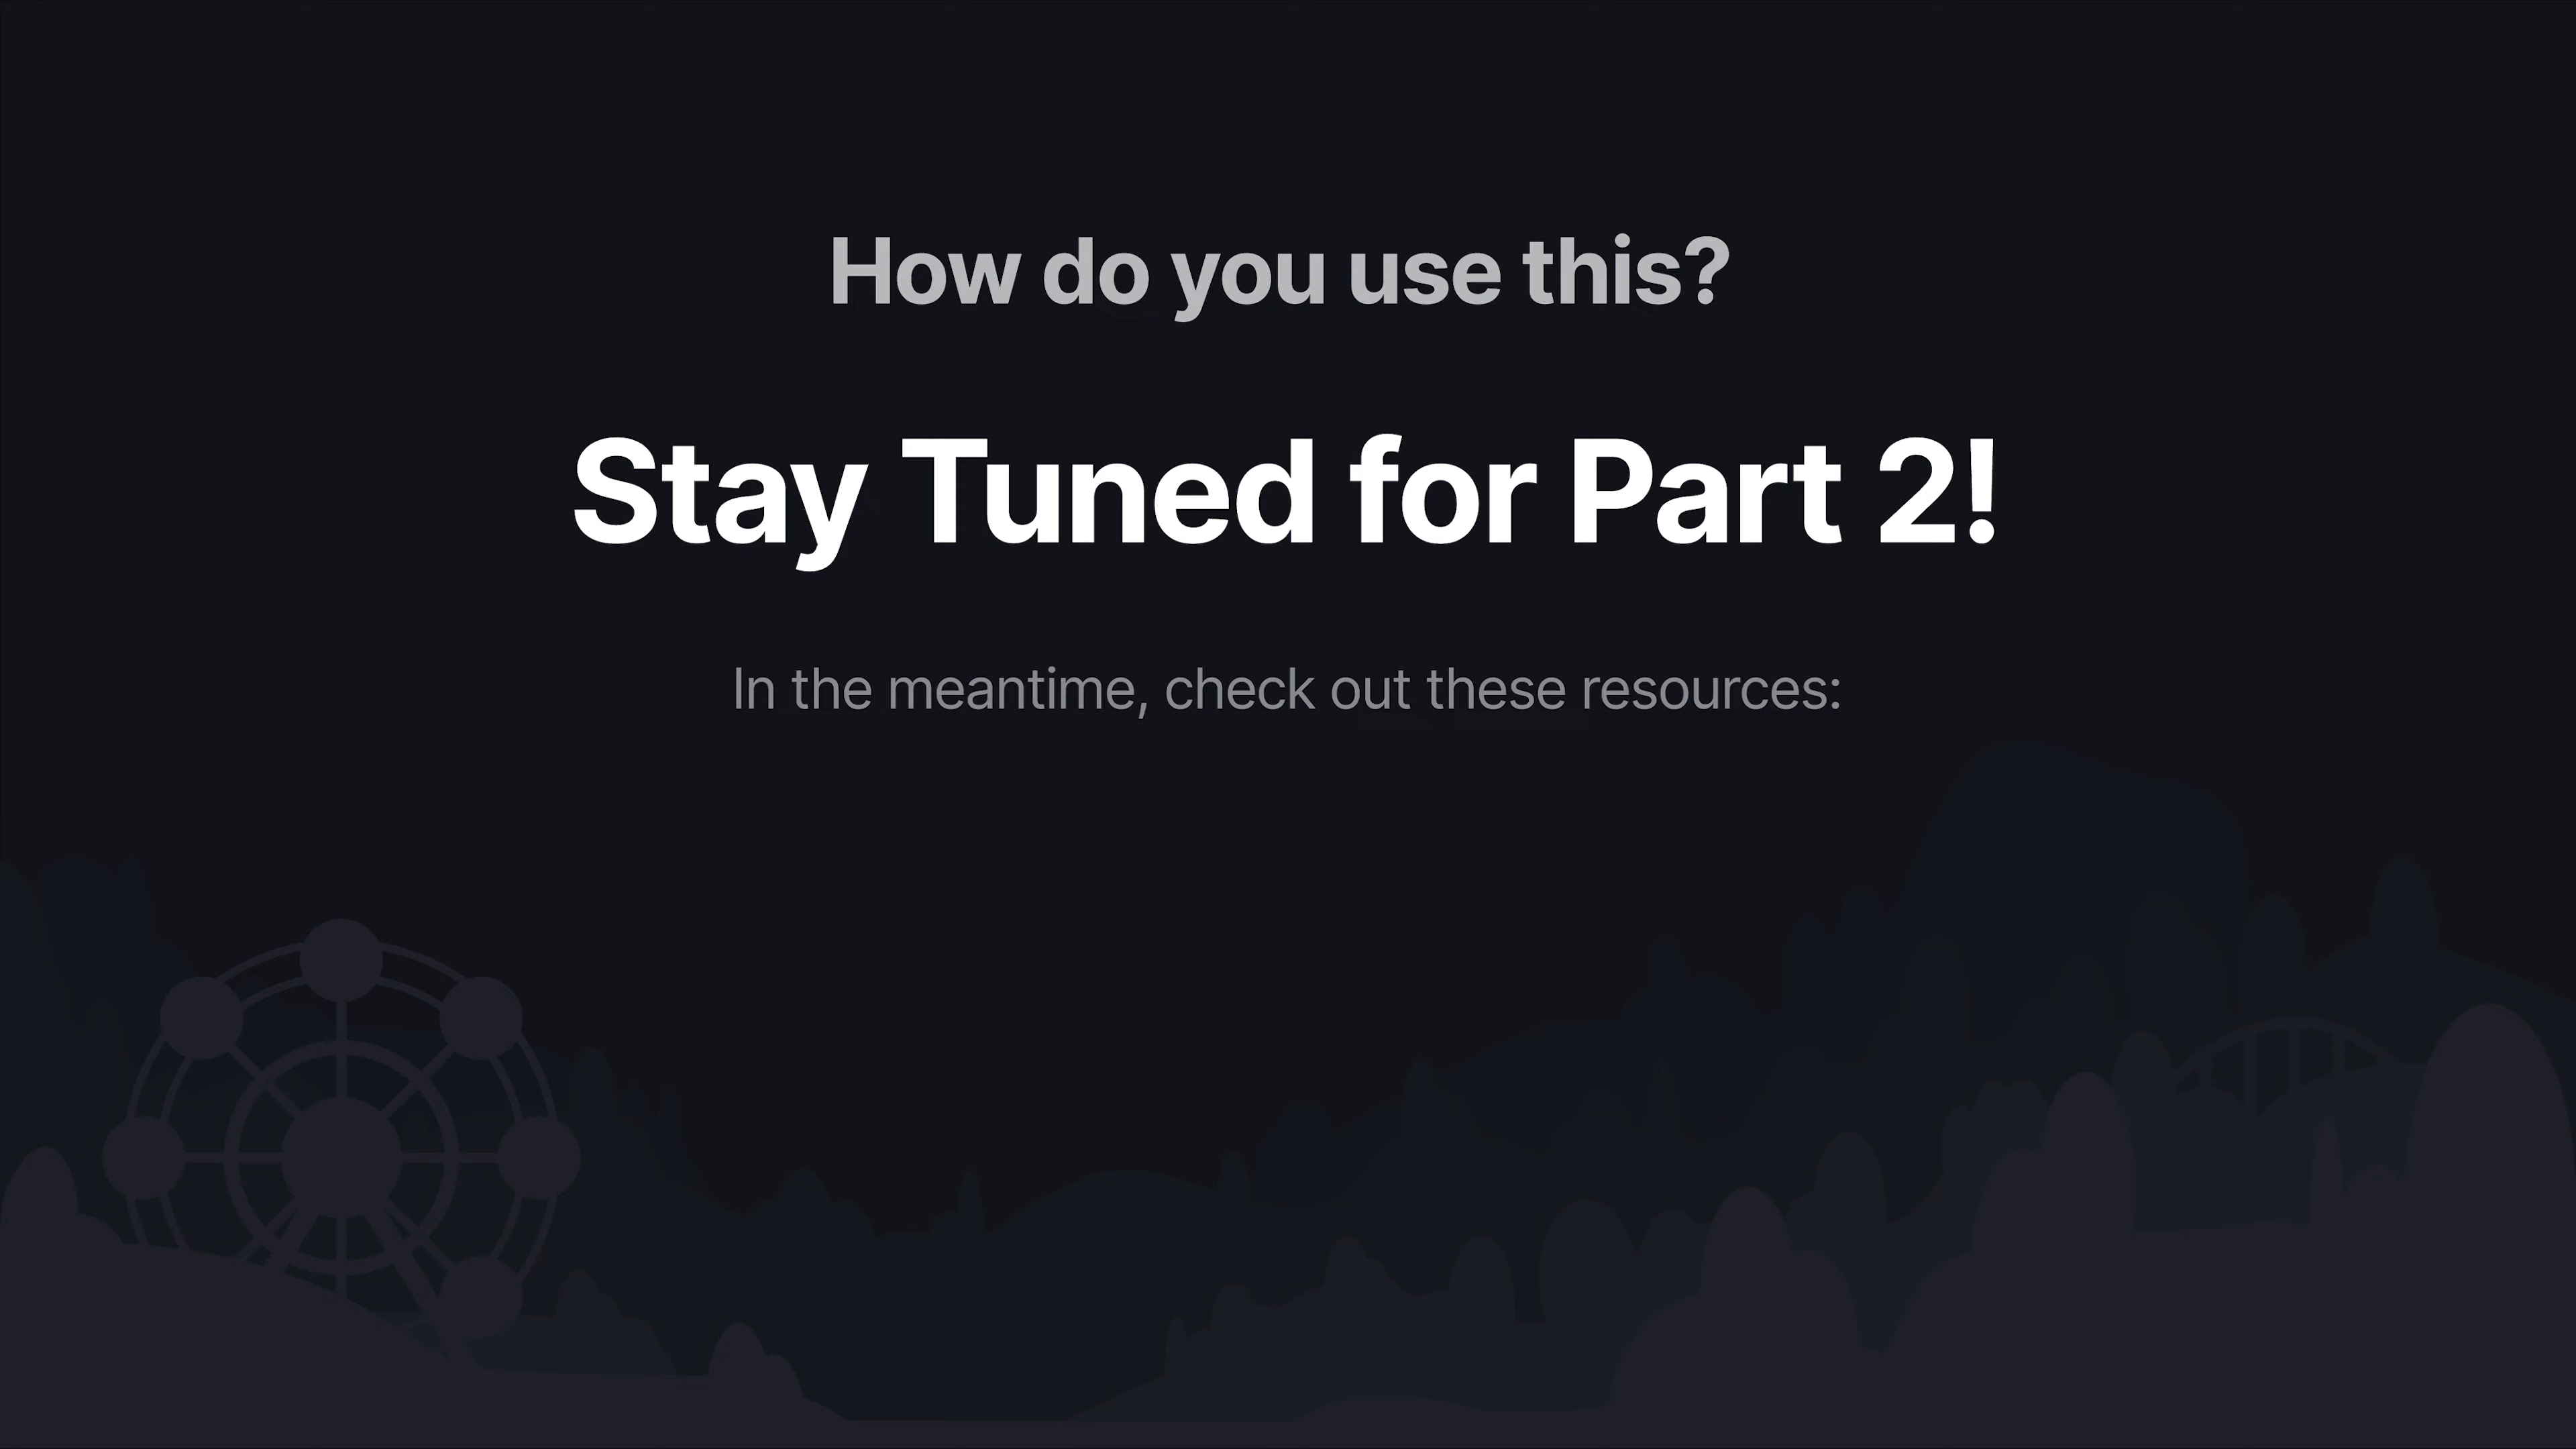 How do you use this?
Stay Tuned for Part 2!
In the meantime, check out these resources: